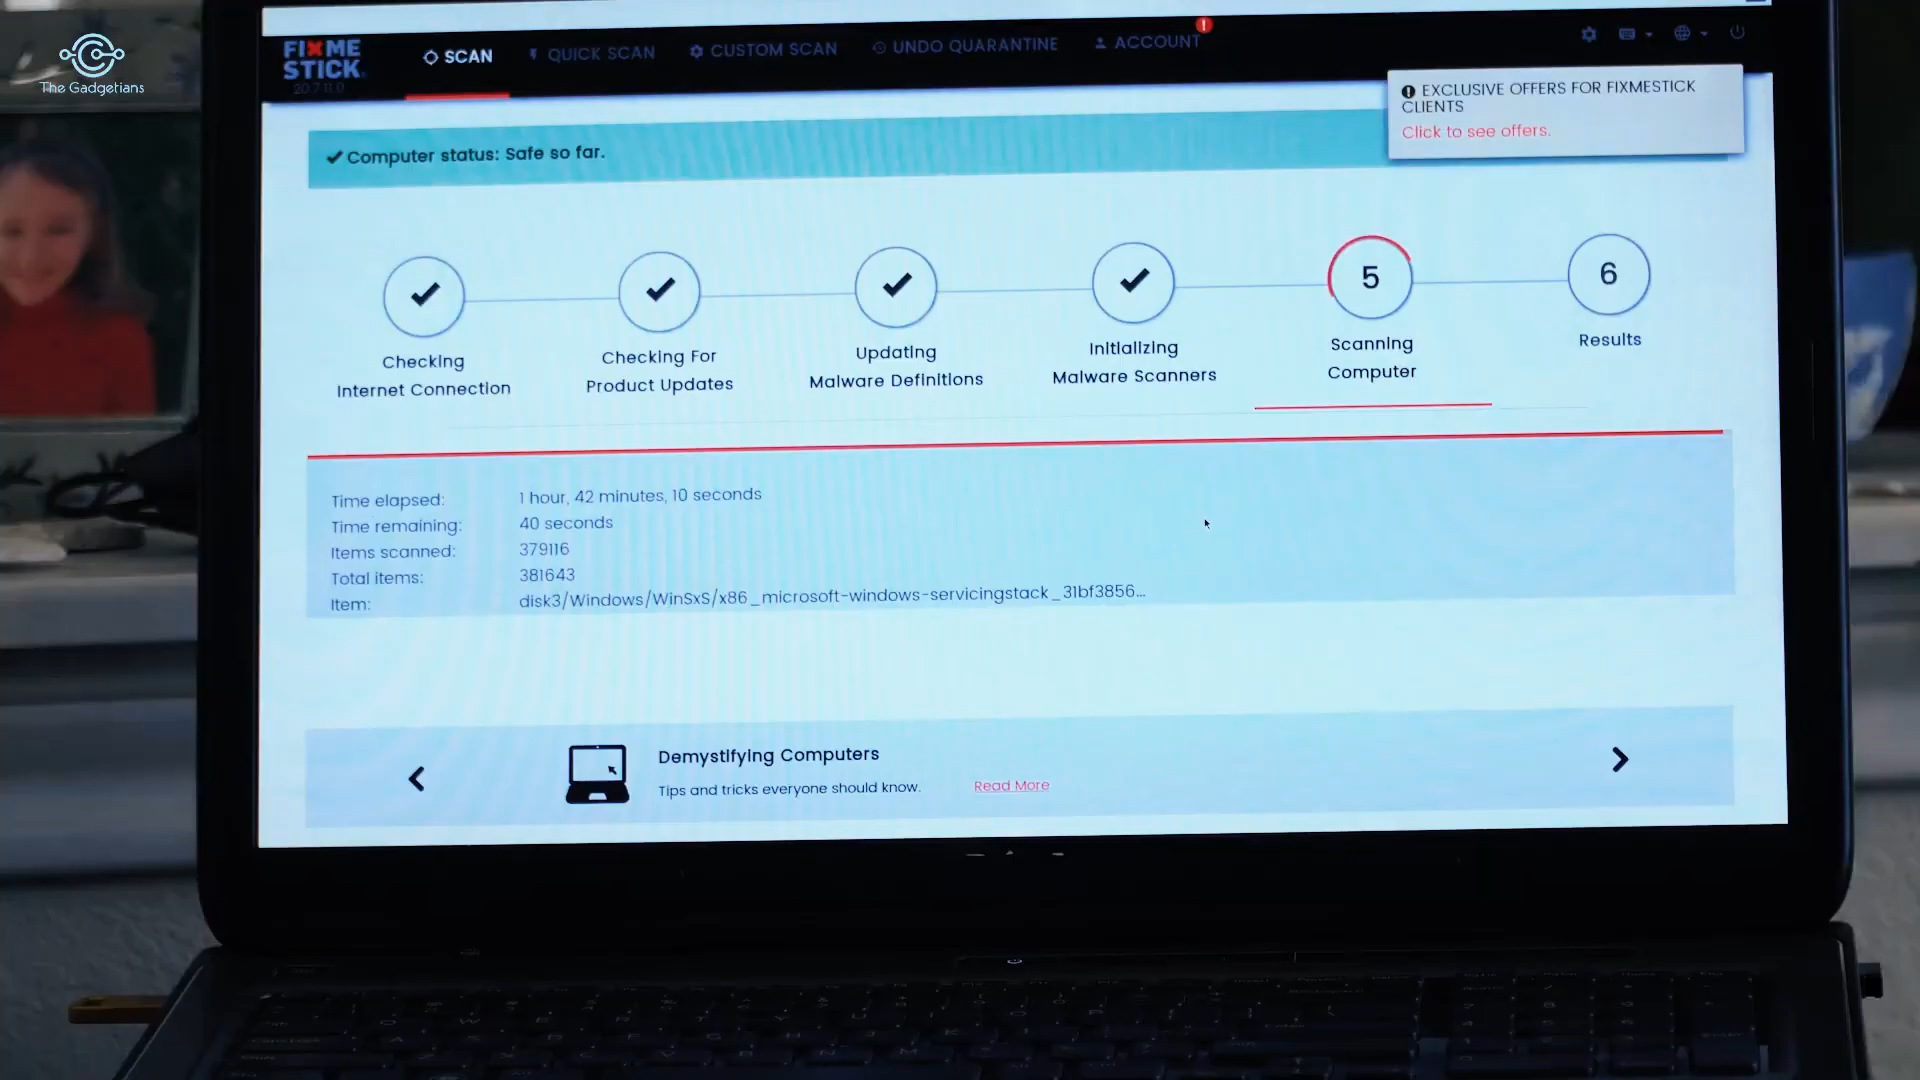 The Gadgetians
FIXME
STICK
20.7.11.0
SCAN
QUICK SCAN
CUSTOM SCAN
UNDO QUARANTINE
ACCOUNT
!
EXCLUSIVE OFFERS FOR FIXMESTICK
CLIENTS
Click to see offers.
Computer status: Safe so far.
5
6
Checking
Internet Connection
Checking For
Product Updates
Updating
Malware Definitions
Initializing
Malware Scanners
Scanning
Computer
Results
Time elapsed: 1 hour, 42 minutes, 10 seconds
Time remaining: 40 seconds
Items scanned: 379116
Total items: 381643
Item: disk3/Windows/WinSxS/x86_microsoft-windows-servicingstack_31bf3856...
Demystifying Computers
Tips and tricks everyone should know. Read More